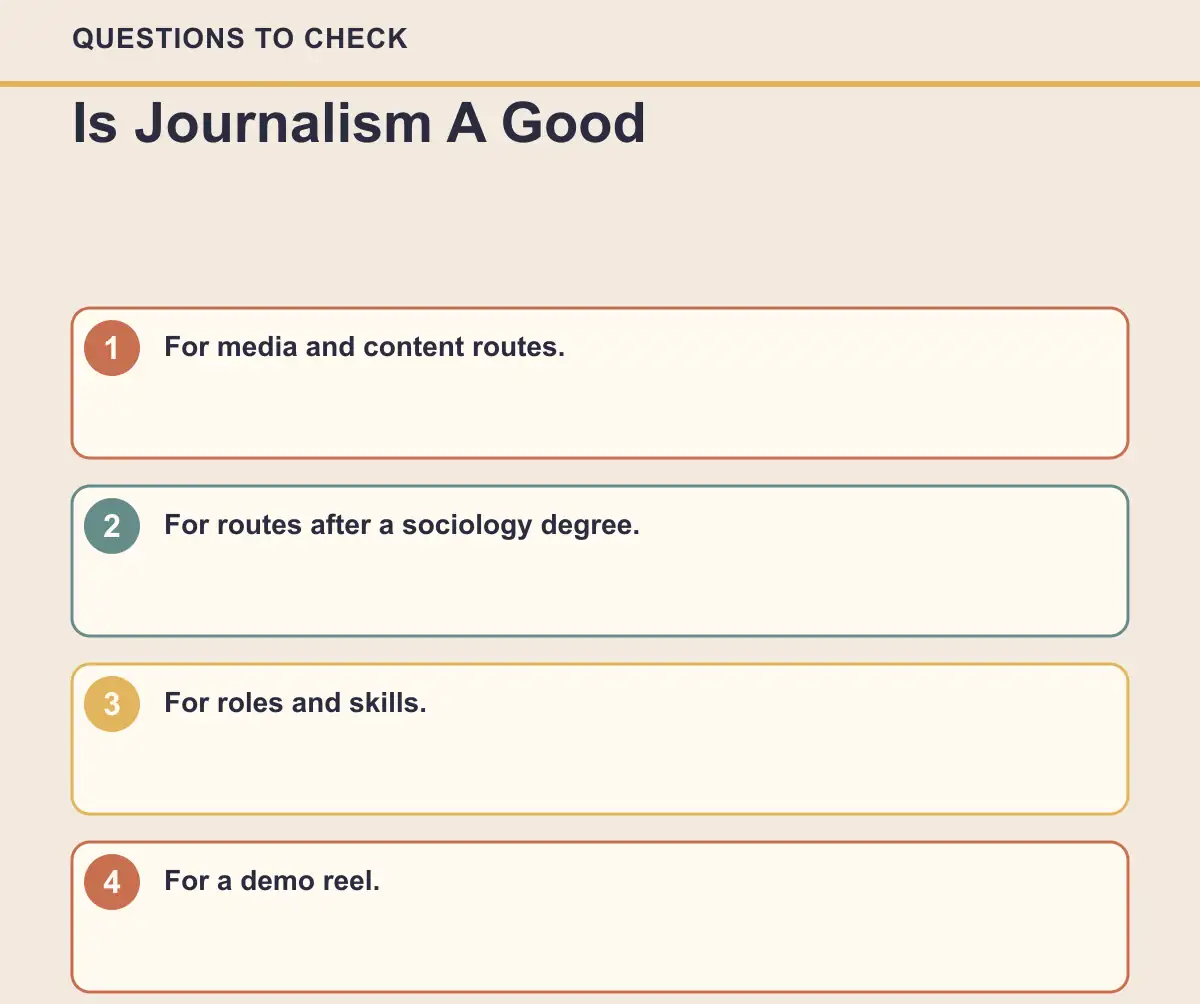 QUESTIONS TO CHECK
Is Journalism A Good
1 For media and content routes.
2 For routes after a sociology degree.
3 For roles and skills.
4 For a demo reel.